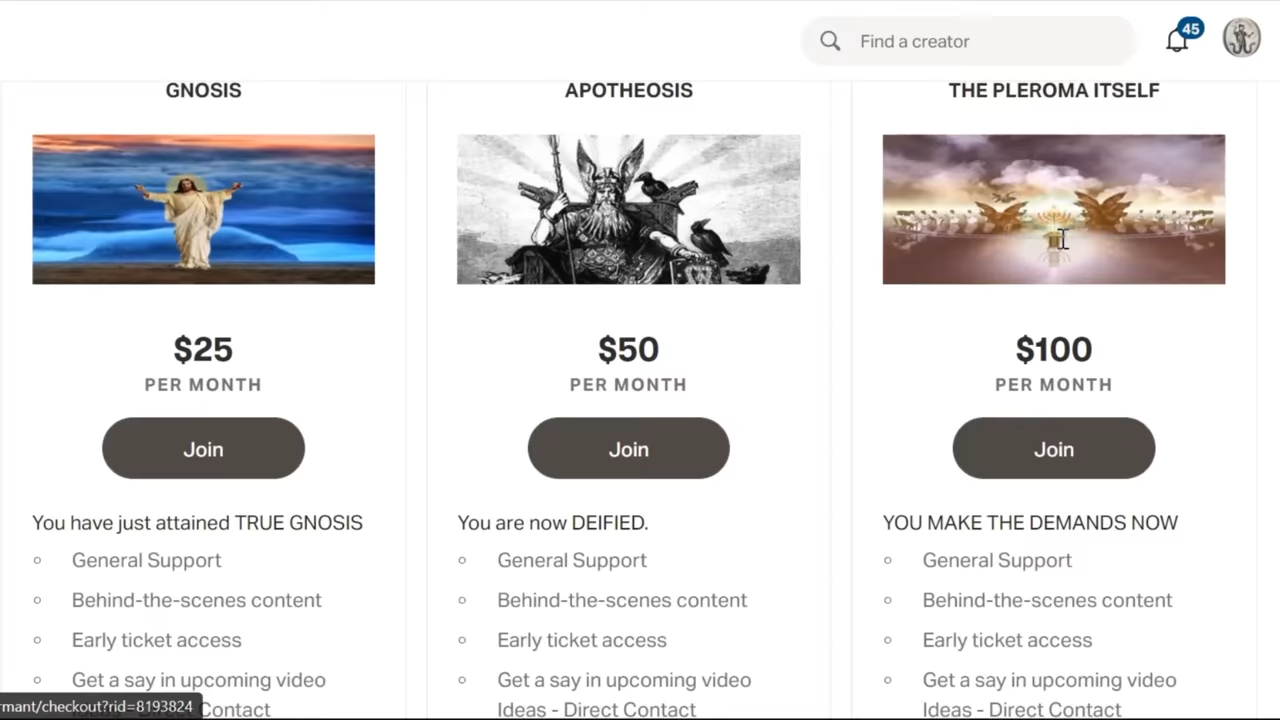 Find a creator
45
GNOSIS
$25
PER MONTH
Join
You have just attained TRUE GNOSIS
General Support
Behind-the-scenes content
Early ticket access
Get a say in upcoming video
Ideas - Direct Contact
APOTHEOSIS
$50
PER MONTH
Join
You are now DEIFIED.
General Support
Behind-the-scenes content
Early ticket access
Get a say in upcoming video
Ideas - Direct Contact
THE PLEROMA ITSELF
$100
PER MONTH
Join
YOU MAKE THE DEMANDS NOW
General Support
Behind-the-scenes content
Early ticket access
Get a say in upcoming video
Ideas - Direct Contact
rmant/checkout?rid=8193824